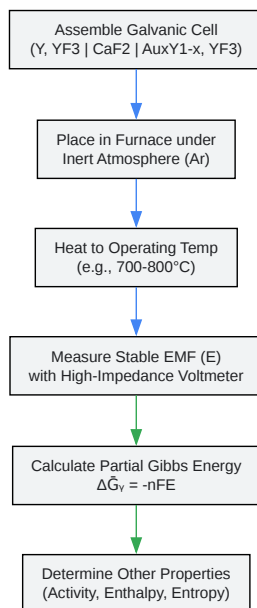 Assemble Galvanic Cell
(Y, YF3 | CaF2 | AuxY1-x, YF3)
Place in Furnace under
Inert Atmosphere (Ar)
Heat to Operating Temp
(e.g., 700-800°C)
Measure Stable EMF (E)
with High-Impedance Voltmeter
Calculate Partial Gibbs Energy
ΔḠᵧ = -nFE
Determine Other Properties
(Activity, Enthalpy, Entropy)